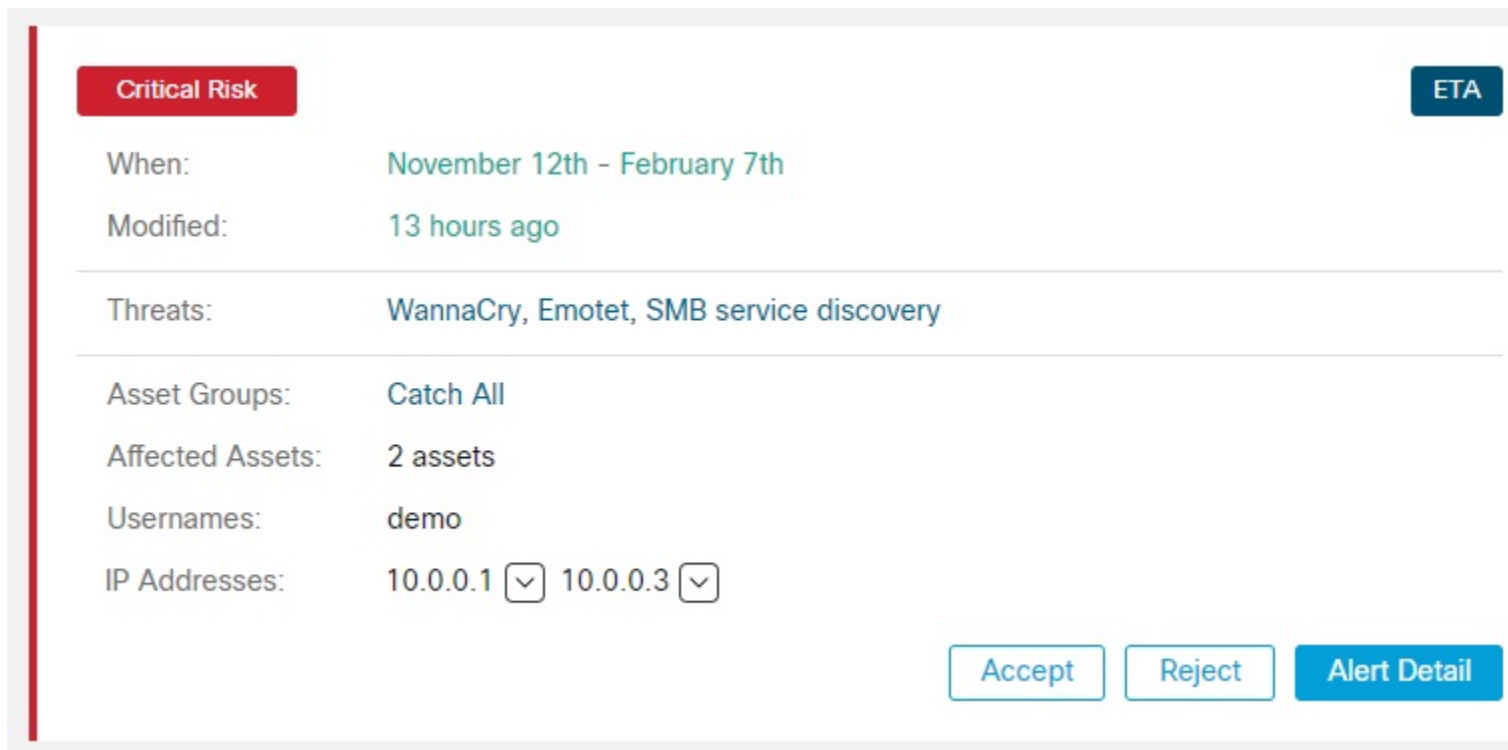 Critical Risk ETA
When: November 12th - February 7th
Modified: 13 hours ago
Threats: WannaCry, Emotet, SMB service discovery
Asset Groups: Catch All
Affected Assets: 2 assets
Usernames: demo
IP Addresses: 10.0.0.1 10.0.0.3
Accept Reject Alert Detail